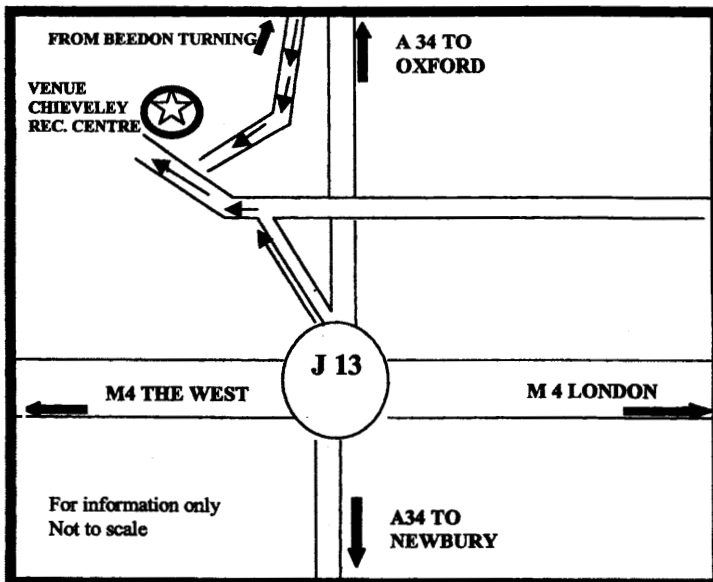 FROM BEEDON TURNING
A 34 TO
OXFORD
VENUE
CHIEVELEY
REC. CENTRE
J 13
M4 THE WEST
M 4 LONDON
For information only
Not to scale
A34 TO
NEWBURY